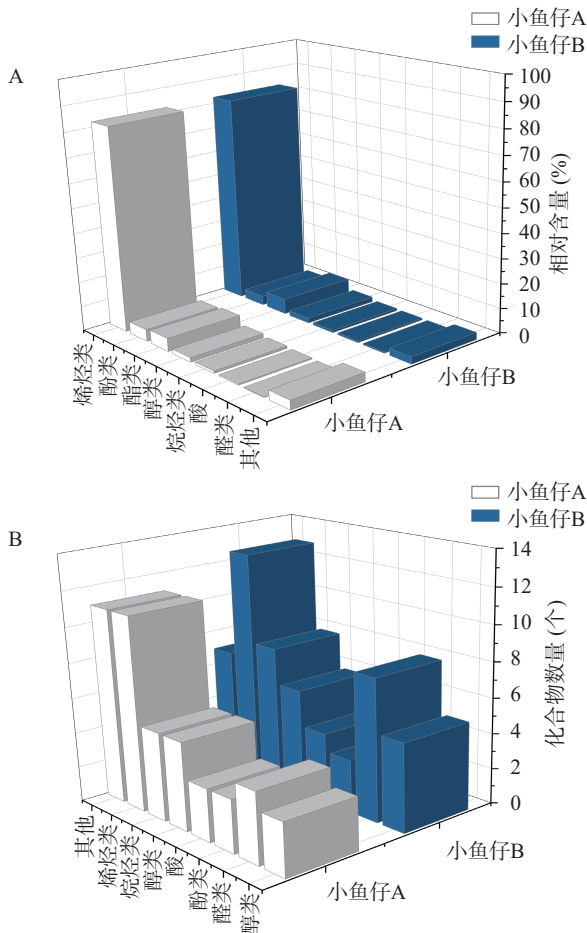 小鱼仔A
小鱼仔B
A
100
90
80
70
60
50
40
30
20
10
0
相对含量 (%)
烯烃类
酚类
酯类
醇类
烷烃类
酸
醛类
其他
小鱼仔A
小鱼仔B
小鱼仔A
小鱼仔B
B
14
12
10
8
6
4
2
0
化合物数量 (个)
其他
烯烃类
烷烃类
醇类
酸
酚类
醛类
醇类
小鱼仔A
小鱼仔B